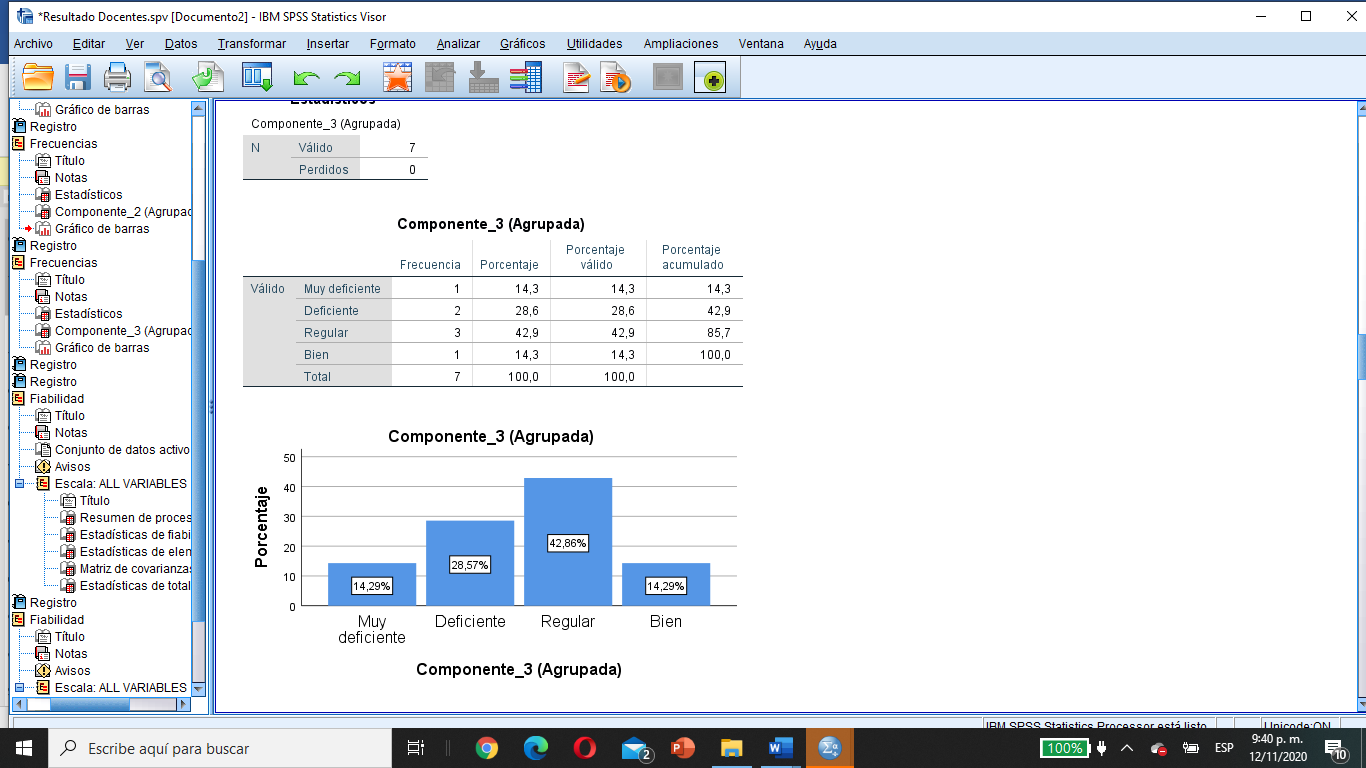 *Resultado Docentes.spv [Documento2] - IBM SPSS Statistics Visor
Archivo Editar Ver Datos Transformar Insertar Formato Analizar Gráficos Utilidades Ampliaciones Ventana Ayuda
Gráfico de barras
Registro
Frecuencias
Título
Notas
Estadísticos
Componente_2 (Agrupac
Gráfico de barras
Registro
Frecuencias
Título
Notas
Estadísticos
Componente_3 (Agrupac
Gráfico de barras
Registro
Registro
Fiabilidad
Título
Notas
Conjunto de datos activo
Avisos
Escala: ALL VARIABLES
Título
Resumen de proces
Estadísticas de fiabi
Estadísticas de elen
Matriz de covarianza
Estadísticas de total
Registro
Fiabilidad
Título
Notas
Avisos
Escala: ALL VARIABLES
Estadísticos
Componente_3 (Agrupada)
N Válido 7
Perdidos 0
Componente_3 (Agrupada)
Frecuencia Porcentaje Porcentaje válido Porcentaje acumulado
Válido Muy deficiente 1 14,3 14,3 14,3
Deficiente 2 28,6 28,6 42,9
Regular 3 42,9 42,9 85,7
Bien 1 14,3 14,3 100,0
Total 7 100,0 100,0
Componente_3 (Agrupada)
Porcentaje
50
40
30
20
10
0
14,29%
28,57%
42,86%
14,29%
Muy deficiente
Deficiente
Regular
Bien
Componente_3 (Agrupada)
IBM SPSS Statistics Processor está listo
Unicode:ON
Escribe aquí para buscar
2
100%
ESP
9:40 p. m.
12/11/2020
10